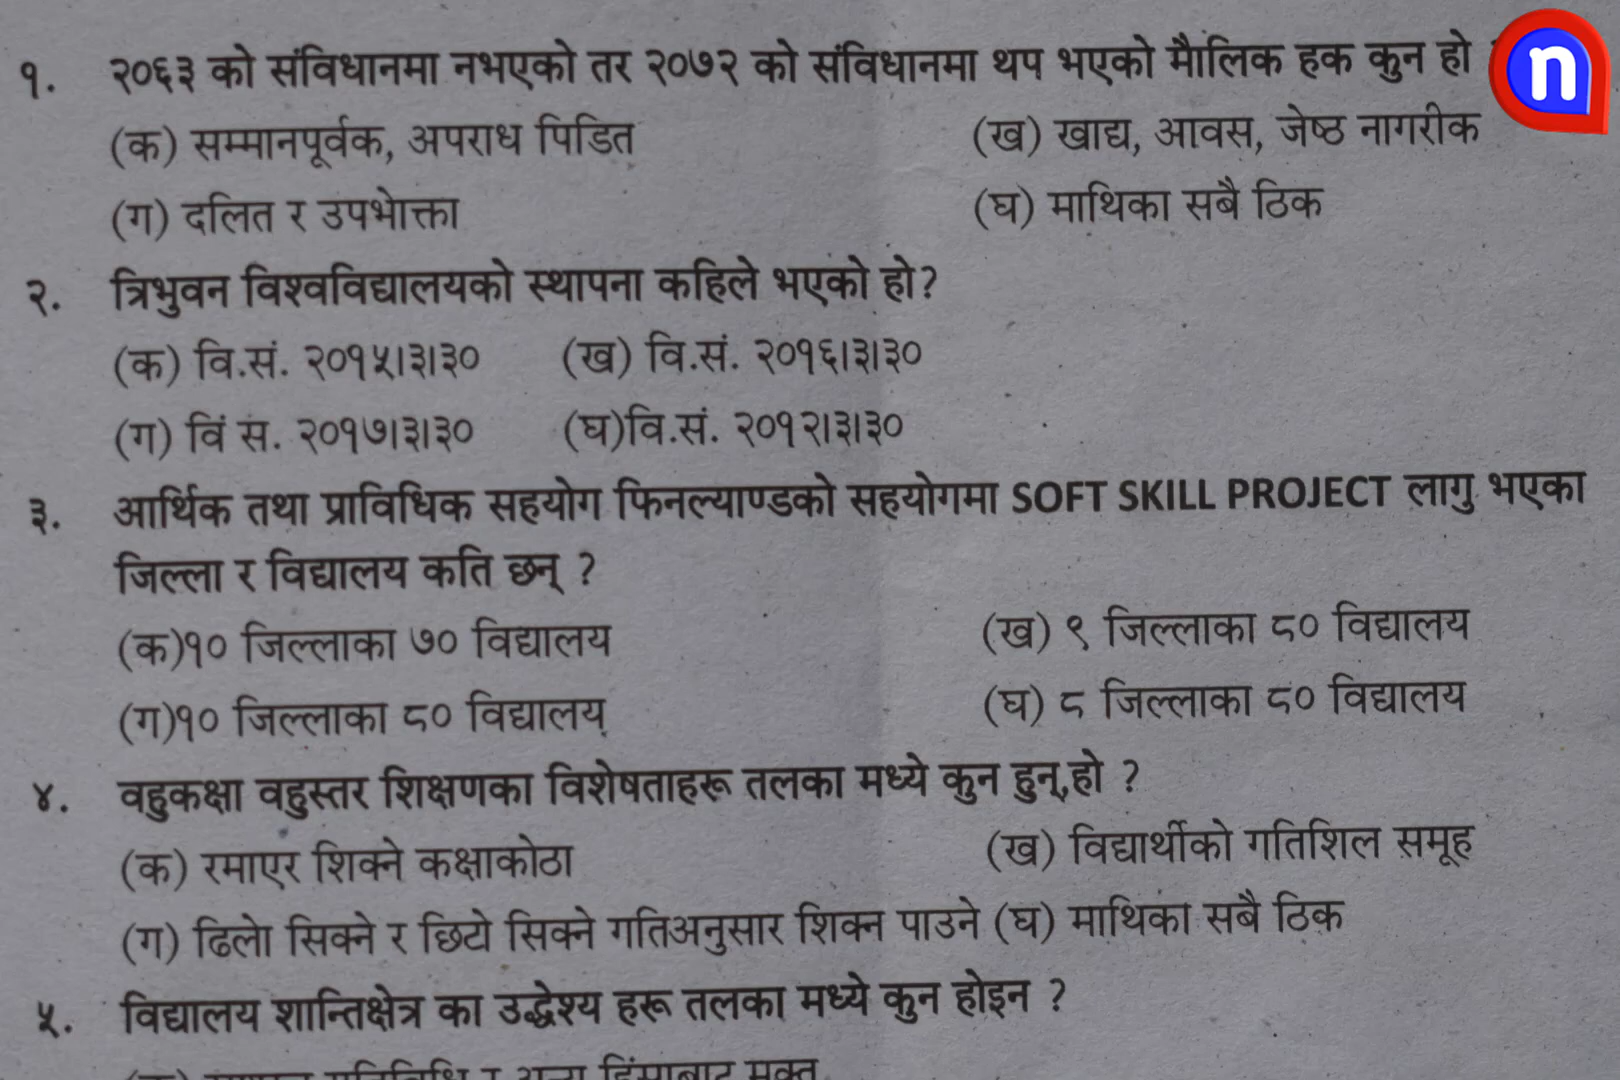 १. २०६३ को संविधानमा नभएको तर २०७२ को संविधानमा थप भएको मैालिक हक कुन हो
(क) सम्मानपूर्वक, अपराध पिडित (ख) खाद्य, आवस, जेष्ठ नागरीक
(ग) दलित र उपभेाक्ता (घ) माथिका सबै ठिक
२. त्रिभुवन विश्वविद्यालयको स्थापना कहिले भएको हो?
(क) वि.सं. २०१५।३।३० (ख) वि.सं. २०१६।३।३०
(ग) विं स. २०१७।३।३० (घ)वि.सं. २०१२।३।३०
३. आर्थिक तथा प्राविधिक सहयोग फिनल्याण्डको सहयोगमा SOFT SKILL PROJECT लागु भएका
जिल्ला र विद्यालय कति छन् ?
(क)१० जिल्लाका ७० विद्यालय (ख) ९ जिल्लाका ८० विद्यालय
(ग)१० जिल्लाका ८० विद्यालय (घ) ८ जिल्लाका ८० विद्यालय
४. वहुकक्षा वहुस्तर शिक्षणका विशेषताहरू तलका मध्ये कुन हुन्,हो ?
(क) रमाएर शिक्ने कक्षाकोठा (ख) विद्यार्थीको गतिशिल समूह
(ग) ढिलेा सिक्ने र छिटो सिक्ने गतिअनुसार शिक्न पाउने (घ) माथिका सबै ठिक
५. विद्यालय शान्तिक्षेत्र का उद्धेश्य हरू तलका मध्ये कुन होइन ?
n